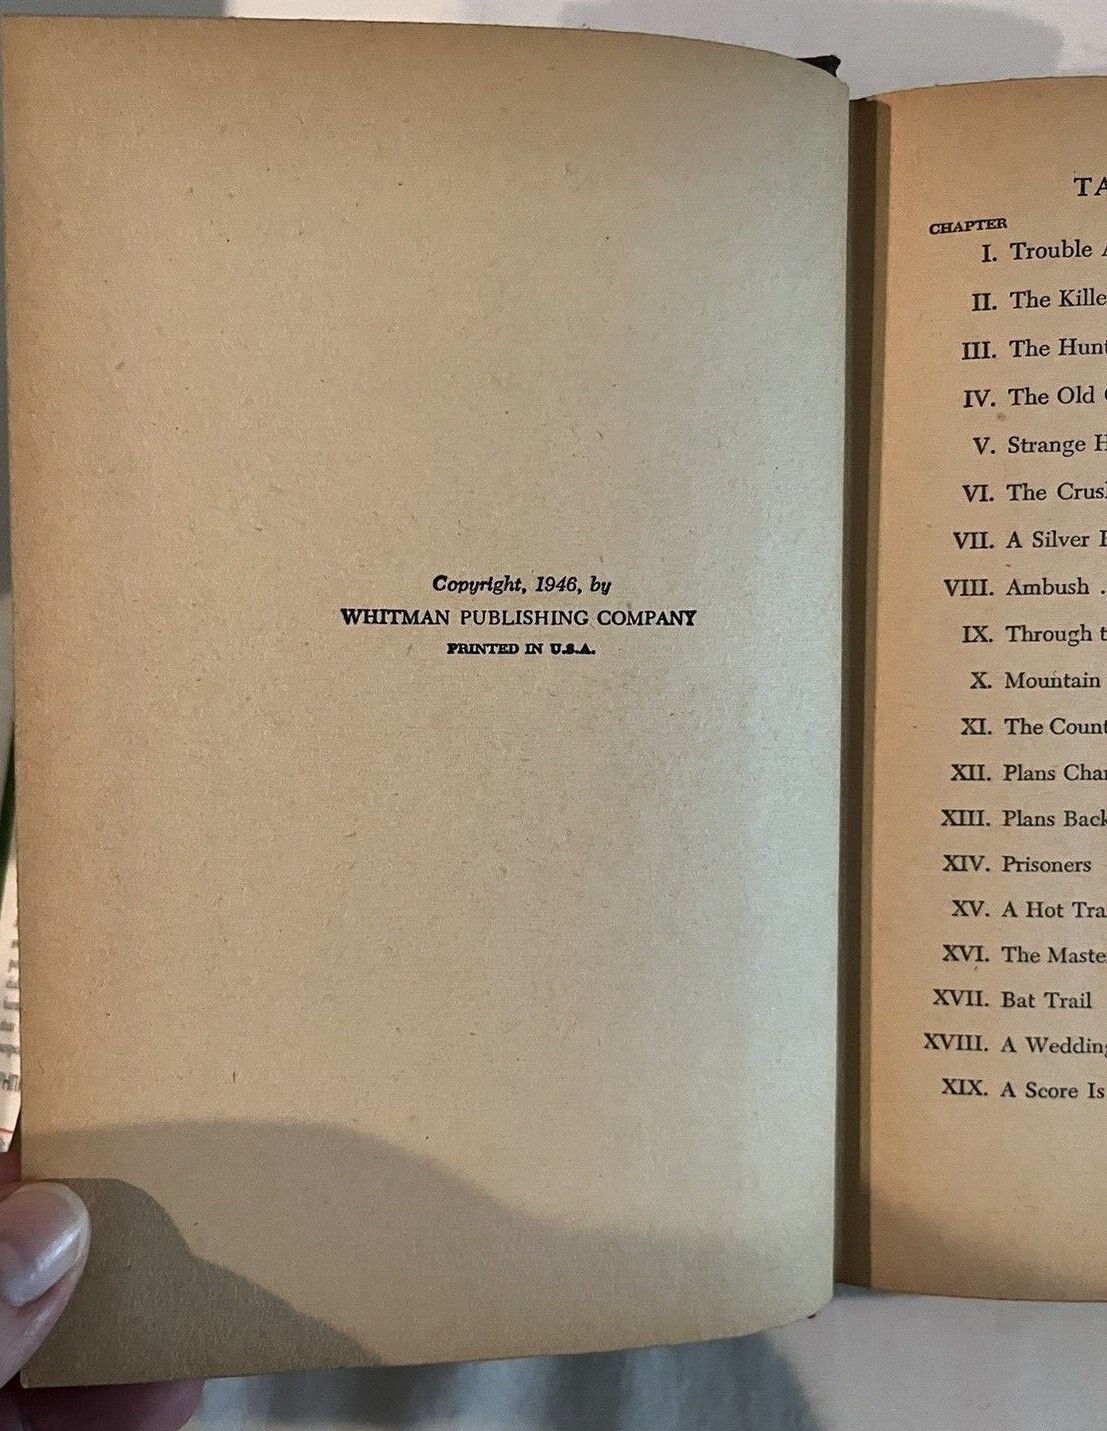 Copyright, 1946, by
WHITMAN PUBLISHING COMPANY
PRINTED IN U.S.A.
CHAPTER
I. Trouble
II. The
III. The
IV. The Old
V. Strange
VI. The
VII. A Silver
VIII. Ambush .
IX. Through
X. Mountain
XI. The
XII. Plans
XIII. Plans
XIV. Prisoners
XV. A Hot
XVI. The
XVII. Bat Trail
XVIII. A Wedding
XIX. A Score Is